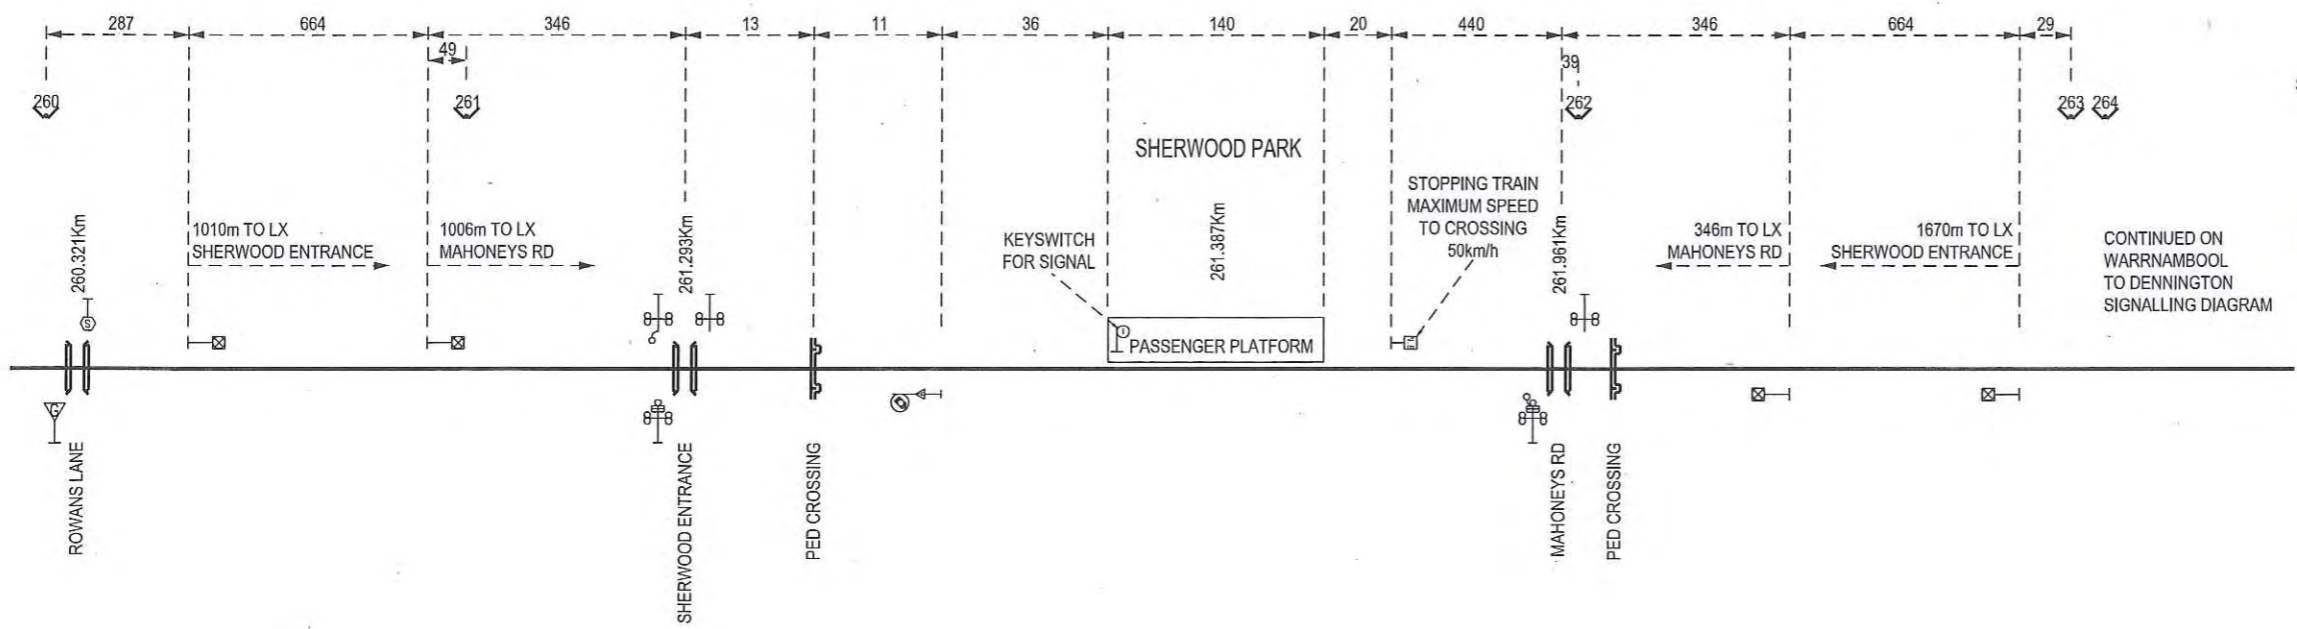 287
664
346
13
11
36
140
20
440
346
664
29
49
39
260
261
262
263
264
SHERWOOD PARK
STOPPING TRAIN
MAXIMUM SPEED
TO CROSSING
50km/h
KEYSWITCH
FOR SIGNAL
260.321Km
1010m TO LX
SHERWOOD ENTRANCE
1006m TO LX
MAHONEYS RD
261.293Km
261.387Km
261.961Km
346m TO LX
MAHONEYS RD
1670m TO LX
SHERWOOD ENTRANCE
CONTINUED ON
WARRNAMBOOL
TO DENNINGTON
SIGNALLING DIAGRAM
S
PASSENGER PLATFORM
G
ROWANS LANE
SHERWOOD ENTRANCE
PED CROSSING
MAHONEYS RD
PED CROSSING